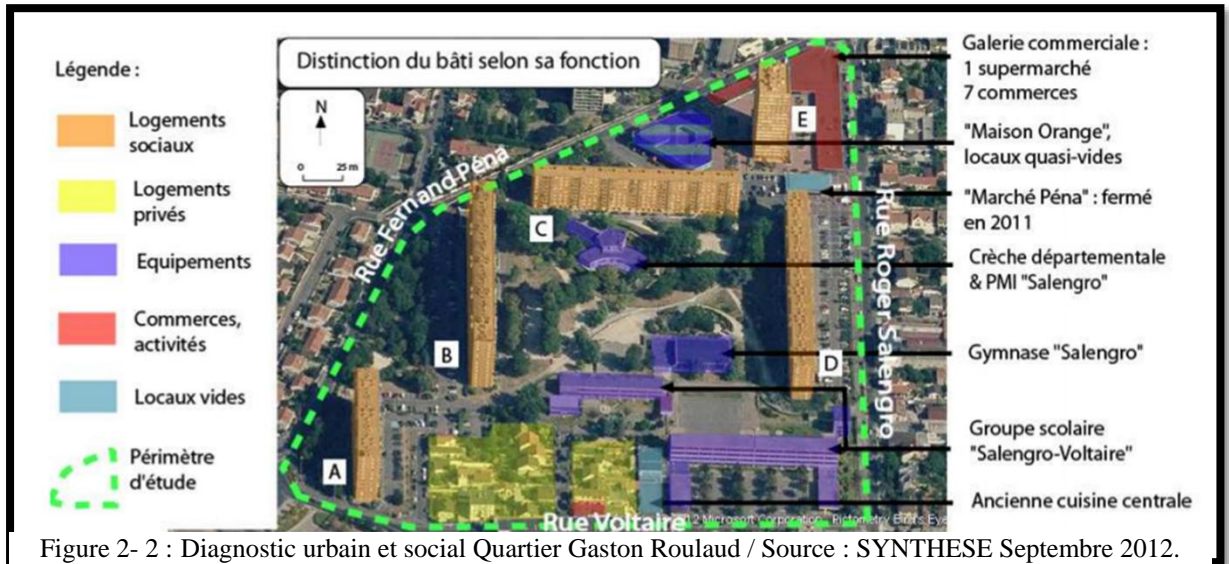 Légende :
Logements
sociaux
Logements
privés
Equipements
Commerces,
activités
Locaux vides
Périmètre
d'étude
Distinction du bâti selon sa fonction
N
0 25 m
Rue Fernand Péna
A
B
C
D
E
Rue Roger Salengro
Rue Voltaire
12 Microsoft Corporation Pictometry Bird's Eye
Galerie commerciale :
1 supermarché
7 commerces
"Maison Orange",
locaux quasi-vides
"Marché Péna" : fermé
en 2011
Crèche départementale
& PMI "Salengro"
Gymnase "Salengro"
Groupe scolaire
"Salengro-Voltaire"
Ancienne cuisine centrale
Figure 2- 2 : Diagnostic urbain et social Quartier Gaston Roulaud / Source : SYNTHESE Septembre 2012.